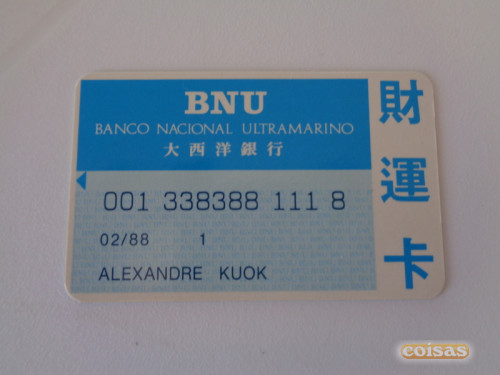 BNU
BANCO NACIONAL ULTRAMARINO
大西洋銀行
財運卡
001 338388 111 8
02/88 1
ALEXANDRE KUOK
coisas